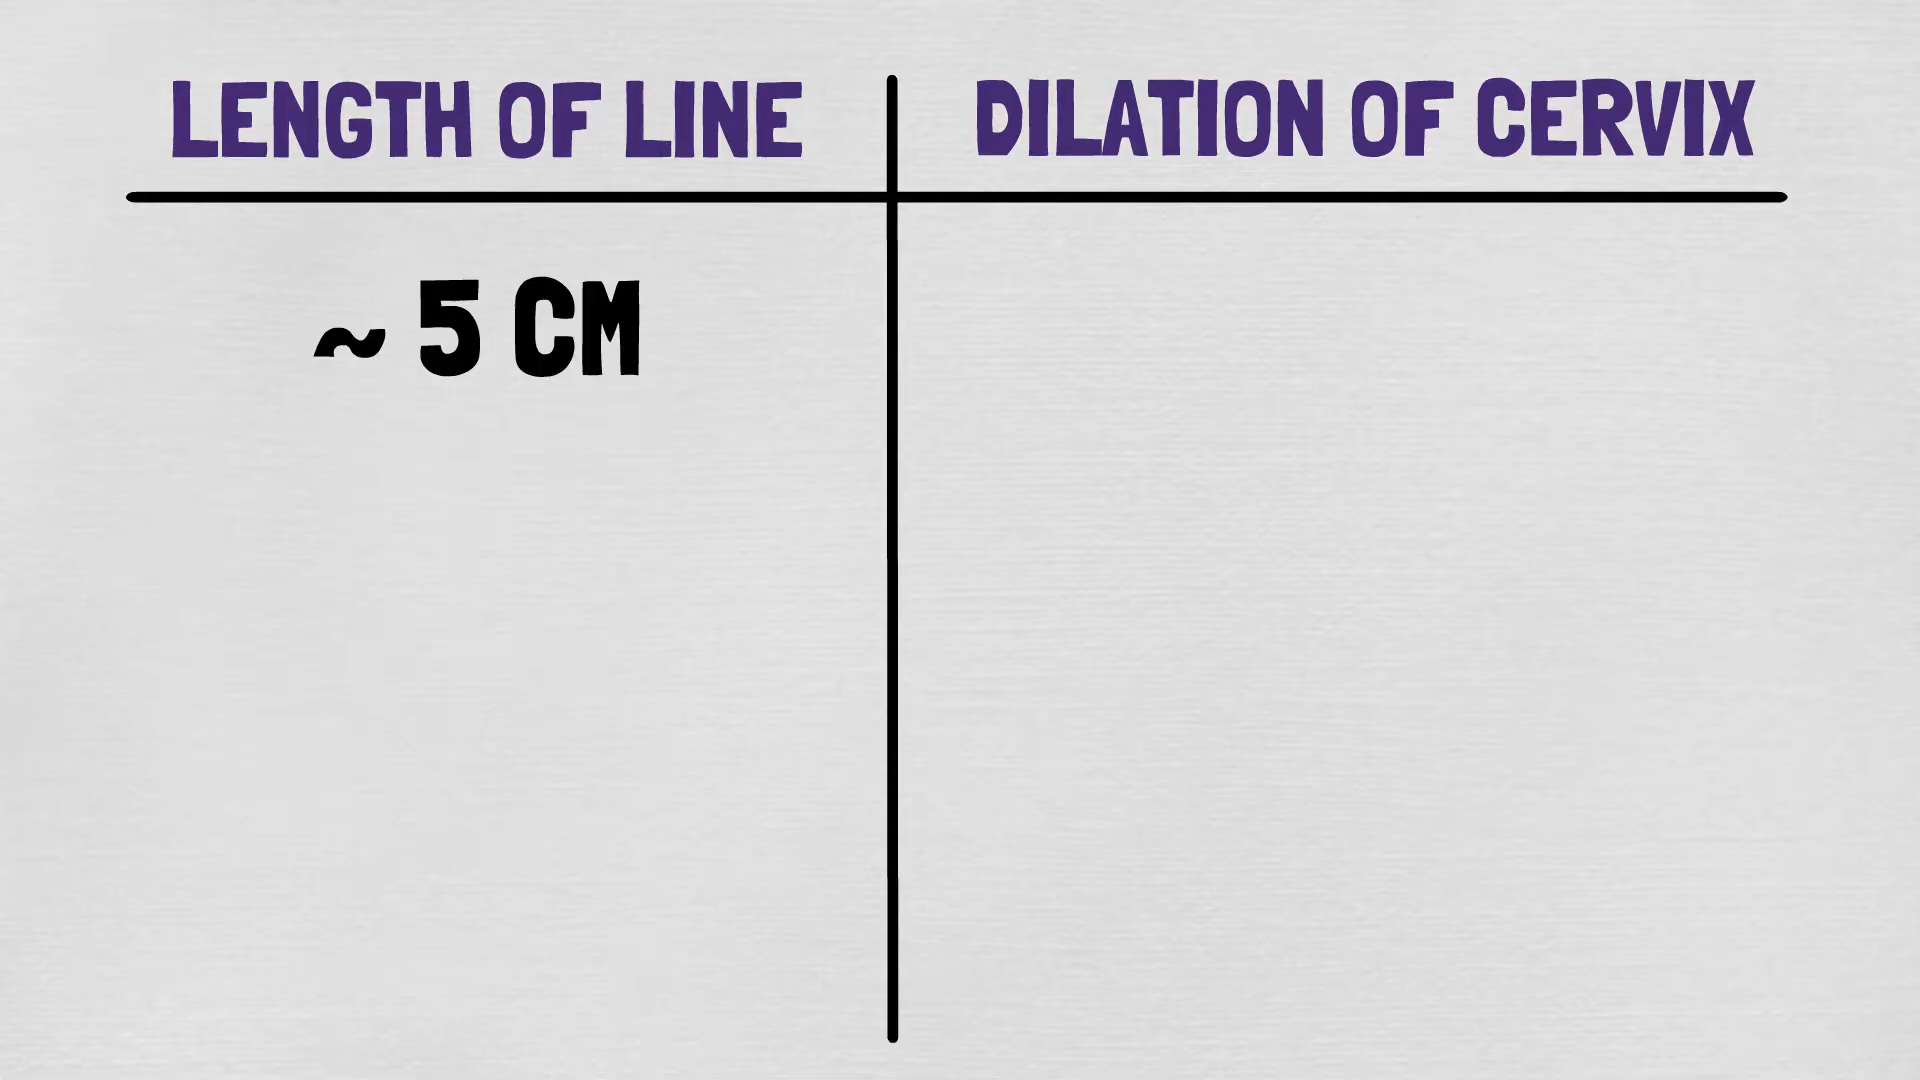 LENGTH OF LINE
DILATION OF CERVIX
~ 5 CM